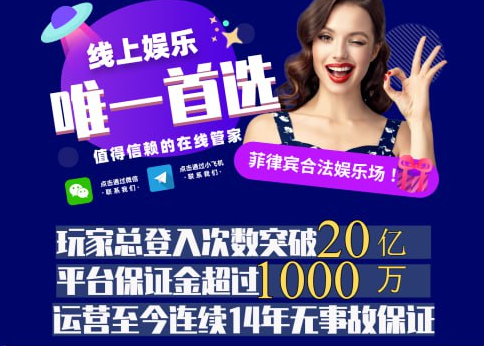 线上娱乐
唯一首选
值得信赖的在线管家
点击通过微信
-联系我们-
点击通过小飞机
-联系我们-
菲律宾合法娱乐场！
玩家总登入次数突破20亿
平台保证金超过1000万
运营至今连续14年无事故保证